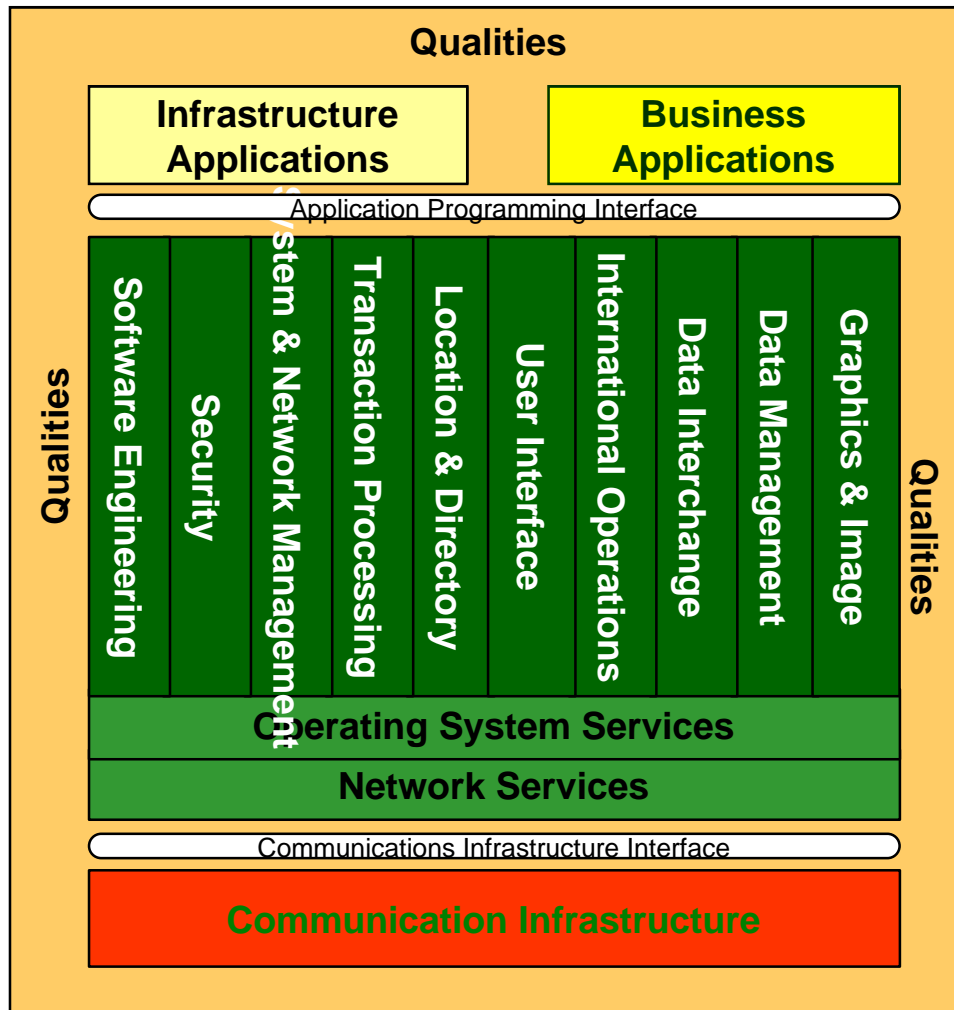 Qualities
Infrastructure
Applications
Business
Applications
Application Programming Interface
Qualities
Software Engineering
Security
System & Network Management
Transaction Processing
Location & Directory
User Interface
International Operations
Data Interchange
Data Management
Graphics & Image
Qualities
Operating System Services
Network Services
Communications Infrastructure Interface
Communication Infrastructure